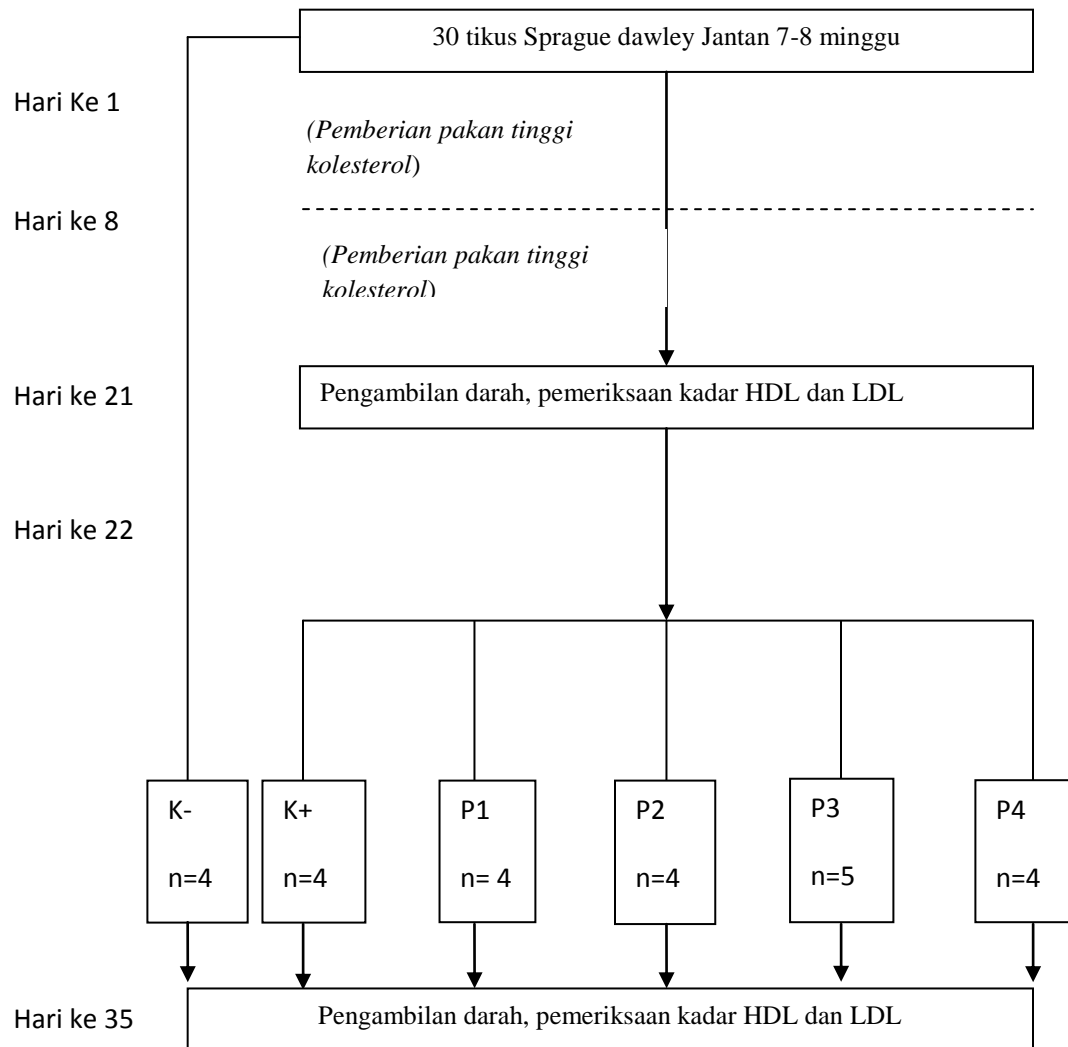 30 tikus Sprague dawley Jantan 7-8 minggu
Hari Ke 1
(Pemberian pakan tinggi
kolesterol)
Hari ke 8
(Pemberian pakan tinggi
kolesterol)
Hari ke 21
Pengambilan darah, pemeriksaan kadar HDL dan LDL
Hari ke 22
K-
n=4
K+
n=4
P1
n= 4
P2
n=4
P3
n=5
P4
n=4
Hari ke 35
Pengambilan darah, pemeriksaan kadar HDL dan LDL